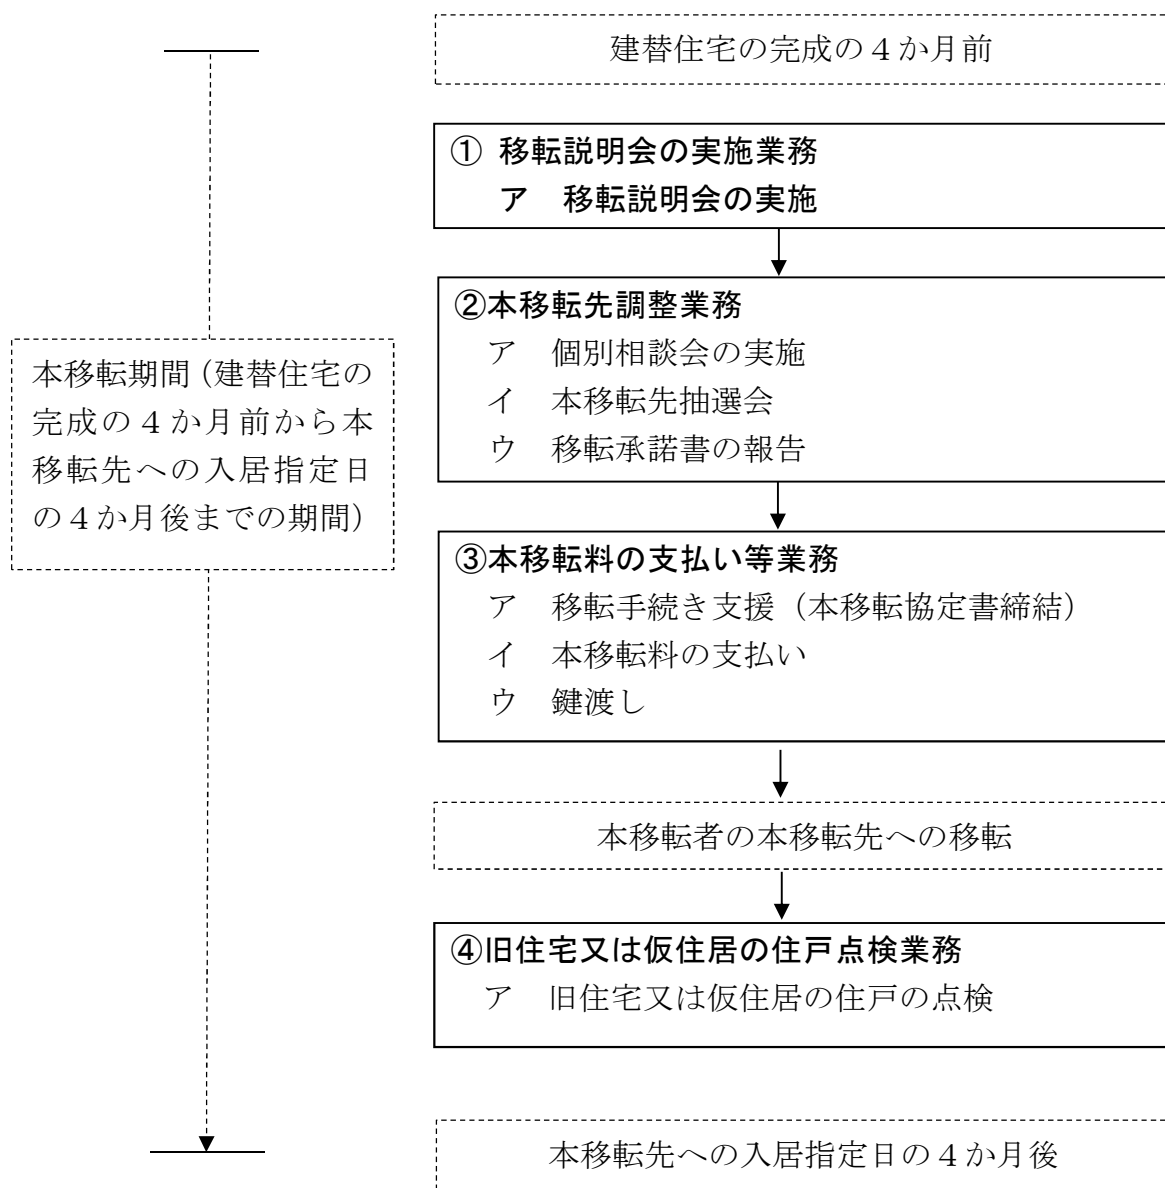 建替住宅の完成の４か月前
① 移転説明会の実施業務
ア　移転説明会の実施
②本移転先調整業務
ア　個別相談会の実施
イ　本移転先抽選会
ウ　移転承諾書の報告
本移転期間（建替住宅の
完成の４か月前から本
移転先への入居指定日
の４か月後までの期間）
③本移転料の支払い等業務
ア　移転手続き支援（本移転協定書締結）
イ　本移転料の支払い
ウ　鍵渡し
本移転者の本移転先への移転
④旧住宅又は仮住居の住戸点検業務
ア　旧住宅又は仮住居の住戸の点検
本移転先への入居指定日の４か月後